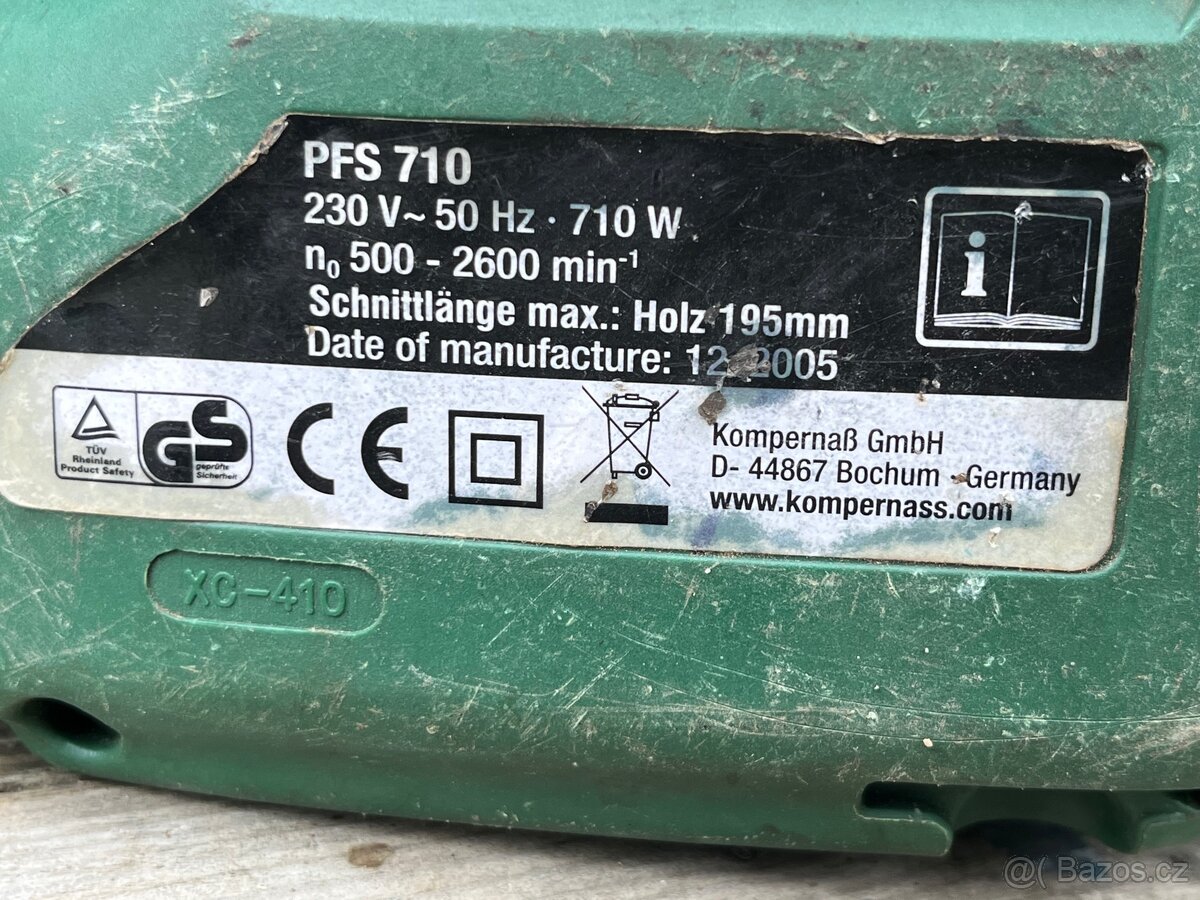 PFS 710
230 V~ 50 Hz · 710 W
n₀ 500 - 2600 min⁻¹
Schnittlänge max.: Holz 195mm
Date of manufacture: 12 2005
i
TÜV
Rheinland
Product Safety
GS
geprüfte
Sicherheit
CE
Kompernaß GmbH
D- 44867 Bochum Germany
www.kompernass.com
XC-410
@( Bazos.cz